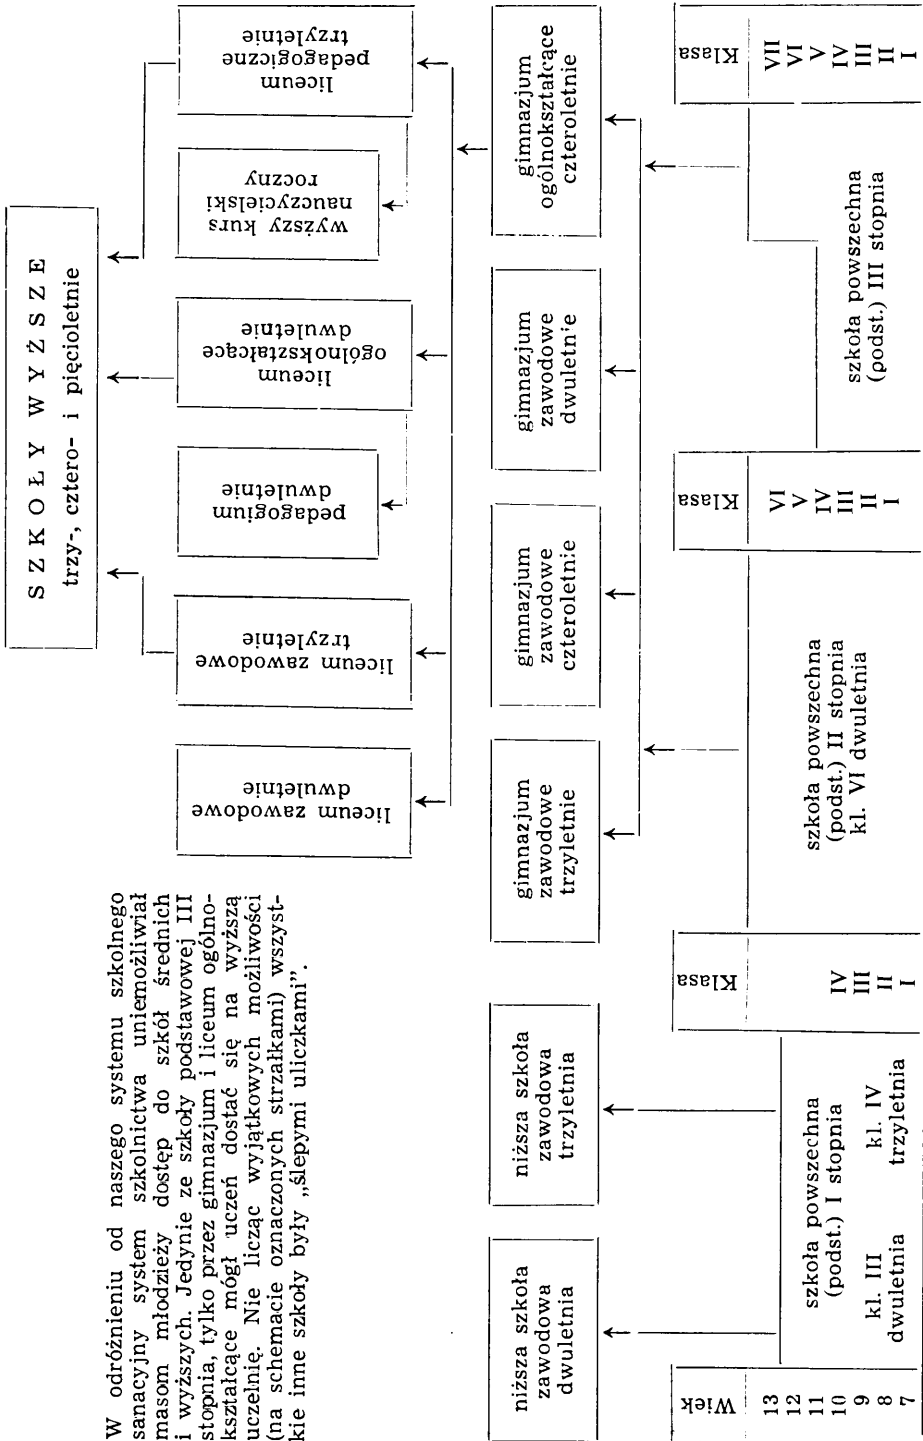 W odróżnieniu od naszego systemu szkolnego
sanacyjny system szkolnictwa uniemożliwiał
masom młodzieży dostęp do szkół średnich
i wyższych. Jedynie ze szkoły podstawowej III
stopnia, tylko przez gimnazjum i liceum ogólno-
kształcące mógł uczeń dostać się na wyższą
uczelnię. Nie licząc wyjątkowych możliwości
(na schemacie oznaczonych strzałkami) wszyst-
kie inne szkoły były „ślepymi uliczkami”.
SZKOŁY WYŻSZE
trzy-, cztero- i pięcioletnie
liceum zawodowe
dwuletnie
liceum zawodowe
trzyletnie
pedagogium
dwuletnie
liceum
ogólnokształcące
dwuletnie
wyższy kurs
nauczycielski
roczny
liceum
pedagogiczne
trzyletnie
niższa szkoła
zawodowa
dwuletnia
niższa szkoła
zawodowa
trzyletnia
gimnazjum
zawodowe
trzyletnie
gimnazjum
zawodowe
czteroletnie
gimnazjum
zawodowe
dwuletnie
gimnazjum
ogólnokształcące
czteroletnie
Wiek
13
12
11
10
9
8
7
szkoła powszechna
(podst.) I stopnia
kl. III
dwuletnia
kl. IV
trzyletnia
Klasa
IV
III
II
I
szkoła powszechna
(podst.) II stopnia
kl. VI dwuletnia
Klasa
VI
V
IV
III
II
I
szkoła powszechna
(podst.) III stopnia
Klasa
VII
VI
V
IV
III
II
I